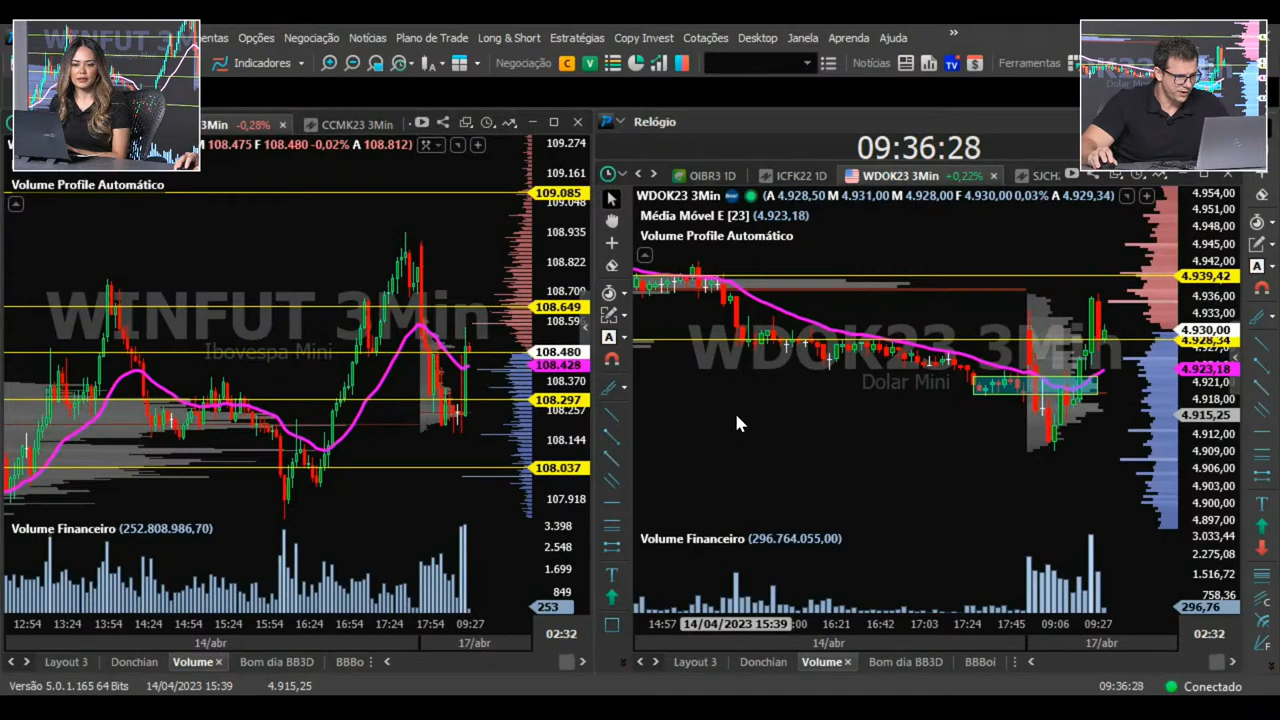 WINFUT 3M
entas Opções Negociação Notícias Plano de Trade Long & Short Estratégias Copy Invest Cotações Desktop Janela Aprenda Ajuda »
Indicadores Negociação C V Notícias TV $ Ferramentas
3Min -0,28% × CCMK23 3Min
M 108.475 F 108.480 -0,02% A 108.812)
Volume Profile Automático
WINFUT 3Min
Ibovespa Mini
109.274
109.161
109.085
109.048
108.935
108.822
108.709
108.649
108.59
108.480
108.428
108.370
108.297
108.257
108.144
108.037
107.918
Volume Financeiro (252.808.986,70)
3.398
2.548
1.699
849
253
12:54 13:24 13:54 14:24 14:54 15:24 15:54 16:24 16:54 17:24 17:54 09:27
14/abr 17/abr
02:32
Layout 3 Donchian Volume × Bom dia BB3D BBBo
Relógio
09:36:28
OIBR3 1D ICFK22 1D WDOK23 3Min +0,22% × SJCH
WDOK23 3Min (A 4.928,50 M 4.931,00 M 4.928,00 F 4.930,00 0,03% A 4.929,34)
Média Móvel E [23] (4.923,18)
Volume Profile Automático
WDOK23 3Min
Dolar Mini
4.954,00
4.951,00
4.948,00
4.945,00
4.942,00
4.939,42
4.936,00
4.933,00
4.930,00
4.928,34
4.923,18
4.921,00
4.918,00
4.915,25
4.912,00
4.909,00
4.906,00
4.903,00
4.900,00
4.897,00
Volume Financeiro (296.764.055,00)
3.033,44
2.275,08
1.516,72
758,36
296,76
14:57 14/04/2023 15:39 :00 16:21 16:42 17:03 17:24 17:45 09:06 09:27
14/abr 17/abr
02:32
Layout 3 Donchian Volume × Bom dia BB3D BBBoi
Versão 5.0.1.165 64 Bits 14/04/2023 15:39 4.915,25 09:36:28 Conectado